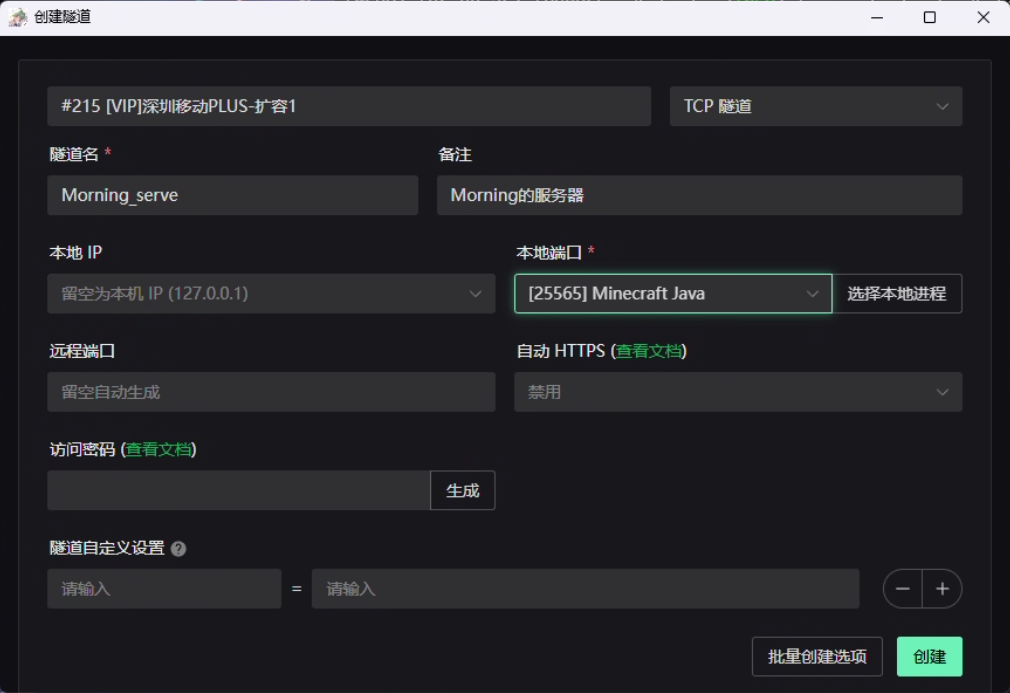 创建隧道
#215 [VIP]深圳移动PLUS-扩容1 TCP 隧道
隧道名 * 备注
Morning_serve Morning的服务器
本地 IP 本地端口 *
留空为本机 IP (127.0.0.1) [25565] Minecraft Java 选择本地进程
远程端口 自动 HTTPS (查看文档)
留空自动生成 禁用
访问密码 (查看文档)
生成
隧道自定义设置 ?
请输入 = 请输入
批量创建选项 创建